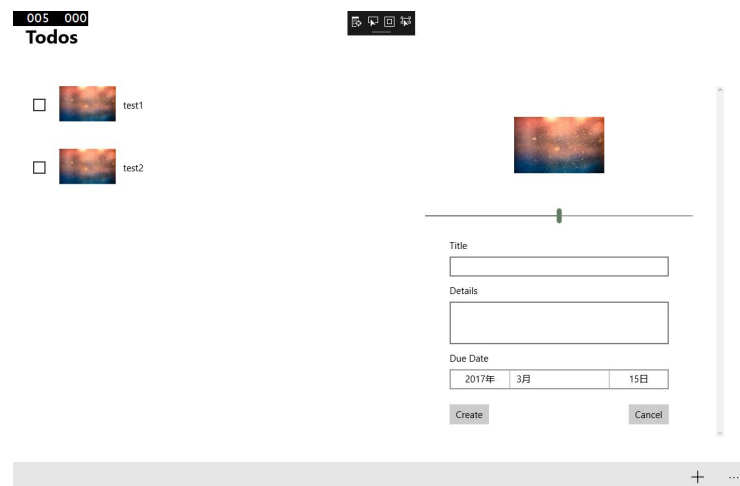 005 000
Todos
test1
test2
Title
Details
Due Date
2017年 3月 15日
Create Cancel